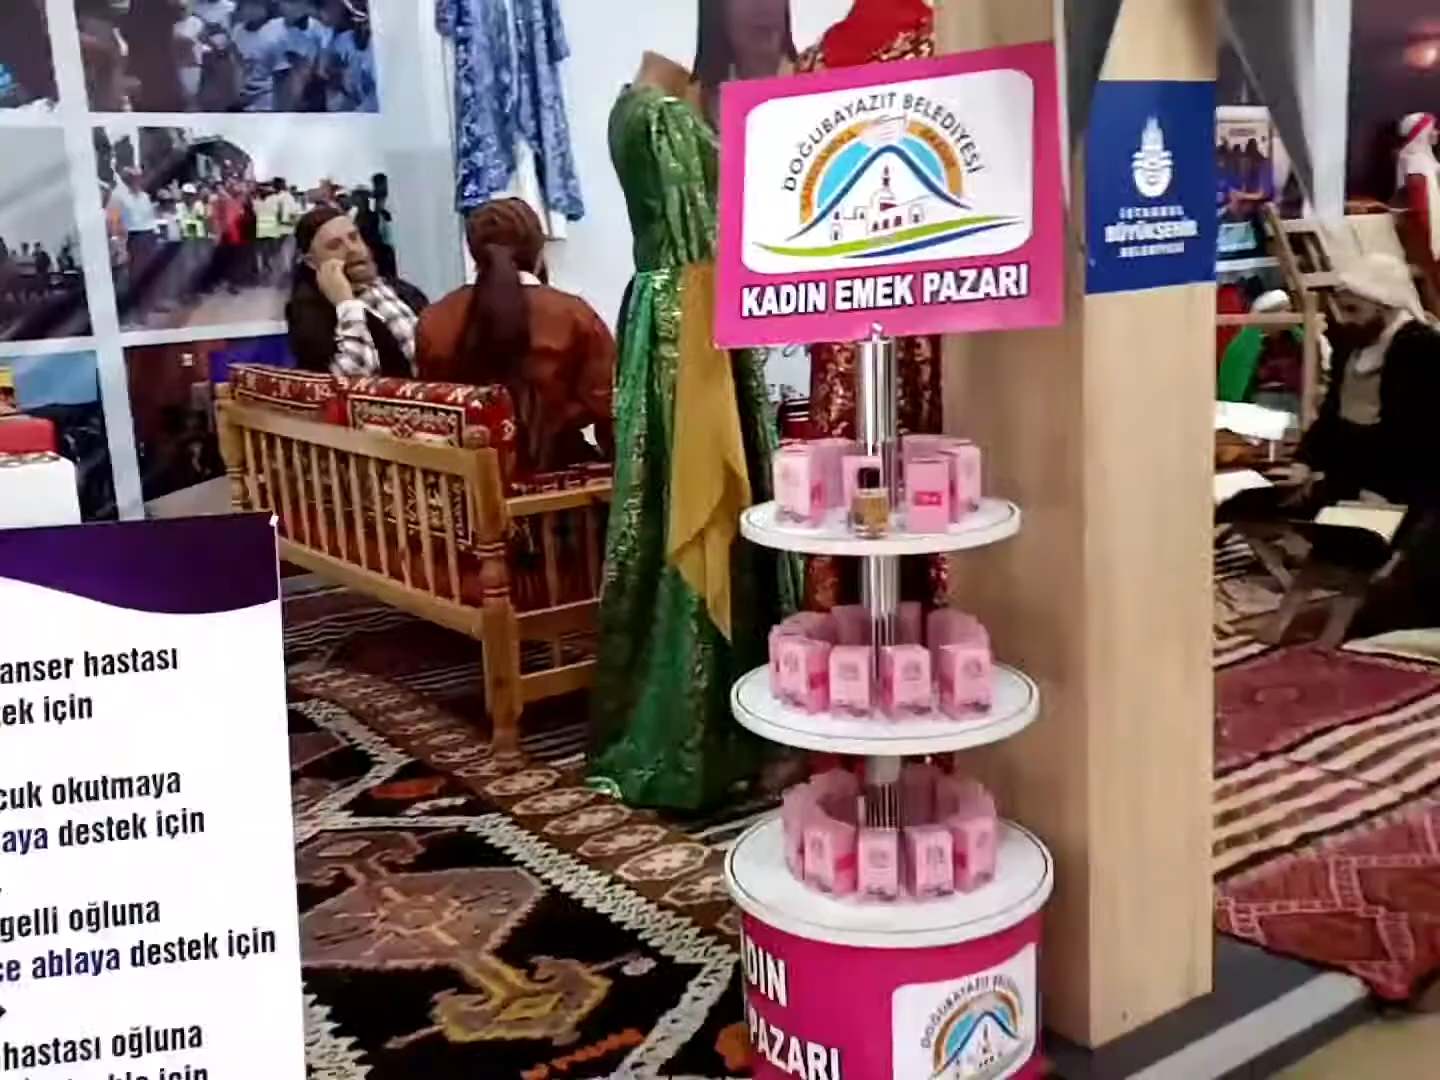 DOĞUBAYAZIT BELEDİYESİ
KADIN EMEK PAZARI
İSTANBUL
BÜYÜKŞEHİR
BELEDİYESİ
anser hastası
ek için
cuk okutmaya
aya destek için
gelli oğluna
ce ablaya destek için
hastası oğluna
için
DIN
PAZARI
DOĞUBAYAZIT BELEDİYESİ